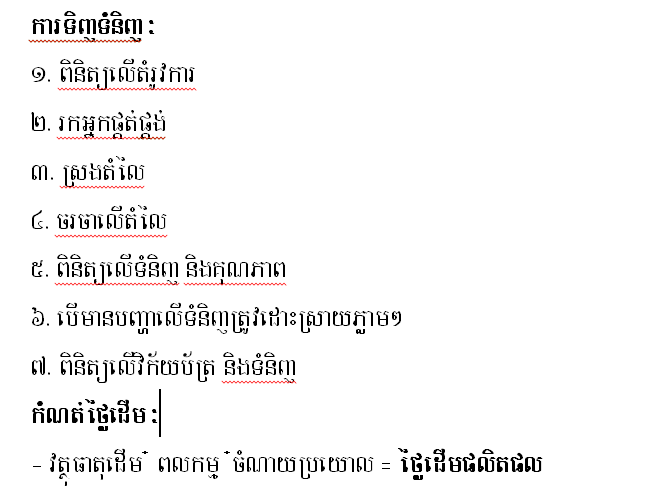 ការទិញទំនិញ៖
១. ពិនិត្យលើតំរូវការ
២. រកអ្នកផ្គត់ផ្គង់
៣. ស្រង់តំលៃ
៤. ចរចាលើតំលៃ
៥. ពិនិត្យលើទំនិញ និងគុណភាព
៦. បើមានបញ្ហាលើទំនិញត្រូវដោះស្រាយភ្លាមៗ
៧. ពិនិត្យលើវិក័យប័ត្រ និងទំនិញ
កំណត់ថ្លៃដើម៖
- វត្ថុធាតុដើម + ពលកម្ម + ចំណាយប្រយោល = ថ្លៃដើមផលិតផល